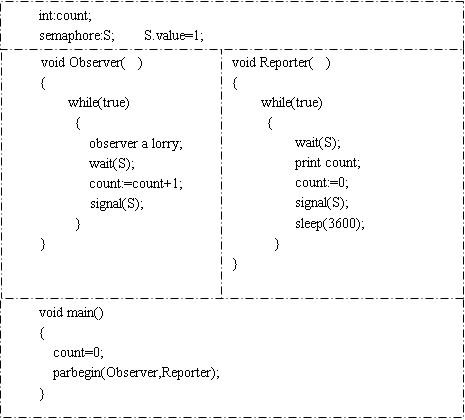 int:count;
semaphore:S; S.value=1;
void Observer( )
{
while(true)
{
observer a lorry;
wait(S);
count:=count+1;
signal(S);
}
}
void Reporter( )
{
while(true)
{
wait(S);
print count;
count:=0;
signal(S);
sleep(3600);
}
}
void main()
{
count=0;
parbegin(Observer,Reporter);
}